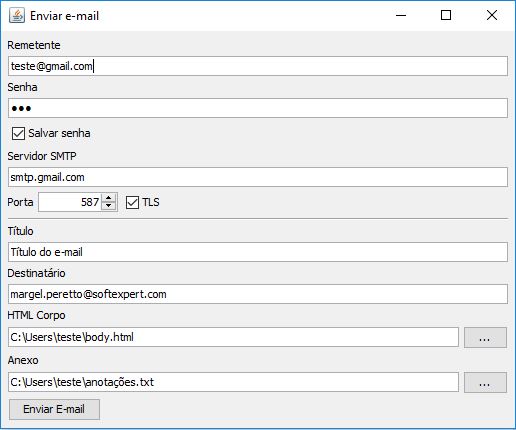 Enviar e-mail
Remetente
teste@gmail.com
Senha
●●●
Salvar senha
Servidor SMTP
smtp.gmail.com
Porta 587 TLS
Título
Título do e-mail
Destinatário
margel.peretto@softexpert.com
HTML Corpo
C:\Users\teste\body.html ...
Anexo
C:\Users\teste\anotações.txt ...
Enviar E-mail